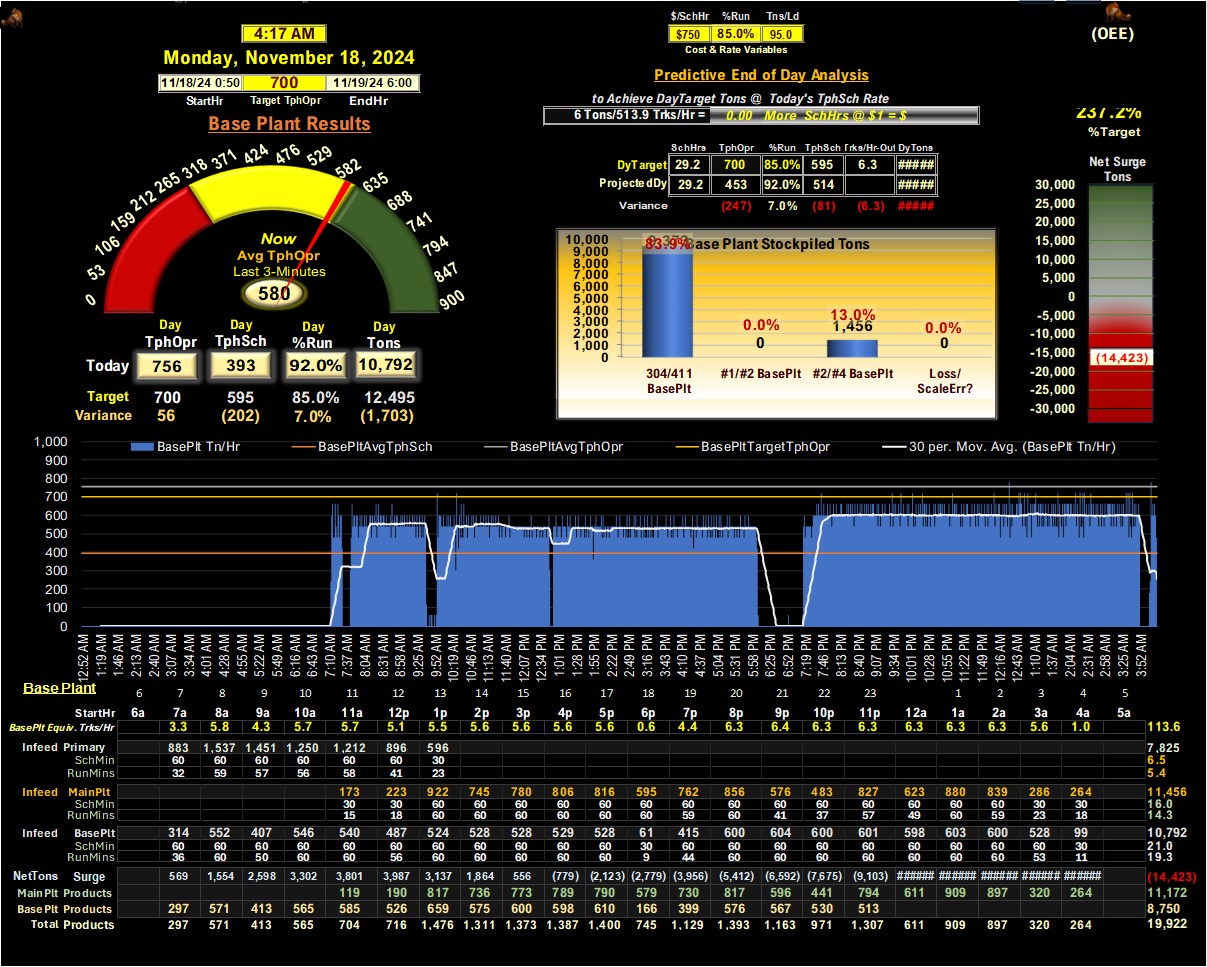 $/SchHr %Run Tns/Ld
4:17 AM
$750 85.0% 95.0
(OEE)
Cost & Rate Variables
Monday, November 18, 2024
Predictive End of Day Analysis
11/18/24 0:50 700 11/19/24 6:00
StartHr Target TphOpr EndHr
to Achieve DayTarget Tons @ Today's TphSch Rate
6 Tons/513.9 Trks/Hr = 0.00 More SchHrs @ $1 = $
237.2%
%Target
Base Plant Results
SchHrs TphOpr %Run TphSch Trks/Hr-Out DyTons
DyTarget 29.2 700 85.0% 595 6.3 #####
ProjectedDy 29.2 453 92.0% 514 #####
Variance (247) 7.0% (81) (6.3) #####
0 53 106 159 212 265 318 371 424 476 529 582 635 688 741 794 847 900
Now
Avg TphOpr
Last 3-Minutes
580
Base Plant Stockpiled Tons
10,000
9,000
8,000
7,000
6,000
5,000
4,000
3,000
2,000
1,000
0
83.9%
0.0%
0
13.0%
1,456
0.0%
0
304/411 BasePlt
#1/#2 BasePlt
#2/#4 BasePlt
Loss/ ScaleErr?
Net Surge
Tons
30,000
25,000
20,000
15,000
10,000
5,000
0
-5,000
-10,000
-15,000
(14,423)
-20,000
-25,000
-30,000
Day Day Day Day
TphOpr TphSch %Run Tons
Today 756 393 92.0% 10,792
Target 700 595 85.0% 12,495
Variance 56 (202) 7.0% (1,703)
BasePlt Tn/Hr BasePltAvgTphSch BasePltAvgTphOpr BasePltTargetTphOpr 30 per. Mov. Avg. (BasePlt Tn/Hr)
1,000
900
800
700
600
500
400
300
200
100
0
12:52 AM 1:19 AM 1:46 AM 2:13 AM 2:40 AM 3:07 AM 3:34 AM 4:01 AM 4:28 AM 4:55 AM 5:22 AM 5:49 AM 6:16 AM 6:43 AM 7:10 AM 7:37 AM 8:04 AM 8:31 AM 8:58 AM 9:25 AM 9:52 AM 10:19 AM 10:46 AM 11:13 AM 11:40 AM 12:07 PM 12:34 PM 1:01 PM 1:28 PM 1:55 PM 2:22 PM 2:49 PM 3:16 PM 3:43 PM 4:10 PM 4:37 PM 5:04 PM 5:31 PM 5:58 PM 6:25 PM 6:52 PM 7:19 PM 7:46 PM 8:13 PM 8:40 PM 9:07 PM 9:34 PM 10:01 PM 10:28 PM 10:55 PM 11:22 PM 11:49 PM 12:16 AM 12:43 AM 1:10 AM 1:37 AM 2:04 AM 2:31 AM 2:58 AM 3:25 AM 3:52 AM
Base Plant 6 7 8 9 10 11 12 13 14 15 16 17 18 19 20 21 22 23 1 2 3 4 5
StartHr 6a 7a 8a 9a 10a 11a 12p 1p 2p 3p 4p 5p 6p 7p 8p 9p 10p 11p 12a 1a 2a 3a 4a 5a
BasePlt Equiv. Trks/Hr 3.3 5.8 4.3 5.7 5.7 5.1 5.5 5.6 5.6 5.6 5.6 0.6 4.4 6.3 6.4 6.3 6.3 6.3 6.3 6.3 5.6 1.0 113.6
Infeed Primary 883 1,537 1,451 1,250 1,212 896 596 7,825
SchMin 60 60 60 60 60 60 30 6.5
RunMins 32 59 57 56 58 41 23 5.4
Infeed MainPlt 173 223 922 745 780 806 816 595 762 856 576 483 827 623 880 839 286 264 11,456
SchMin 30 30 60 60 60 60 60 60 60 60 60 60 60 60 60 60 30 30 16.0
RunMins 15 18 60 60 60 60 60 60 59 60 41 37 57 49 60 59 23 18 14.3
Infeed BasePlt 314 552 407 546 540 487 524 528 528 529 528 61 415 600 604 600 601 598 603 600 528 99 10,792
SchMin 60 60 60 60 60 60 60 60 60 60 60 30 60 60 60 60 60 60 60 60 60 60 21.0
RunMins 36 60 50 60 60 56 60 60 60 60 60 9 44 60 60 60 60 60 60 60 53 11 19.3
NetTons Surge 569 1,554 2,598 3,302 3,801 3,987 3,137 1,864 556 (779) (2,123) (2,779) (3,956) (5,412) (6,592) (7,675) (9,103) ###### ###### ###### ###### ###### (14,423)
MainPlt Products 119 190 817 736 773 789 790 579 730 817 596 441 794 611 909 897 320 264 11,172
BasePlt Products 297 571 413 565 585 526 659 575 600 598 610 166 399 576 567 530 513 8,750
Total Products 297 571 413 565 704 716 1,476 1,311 1,373 1,387 1,400 745 1,129 1,393 1,163 971 1,307 611 909 897 320 264 19,922